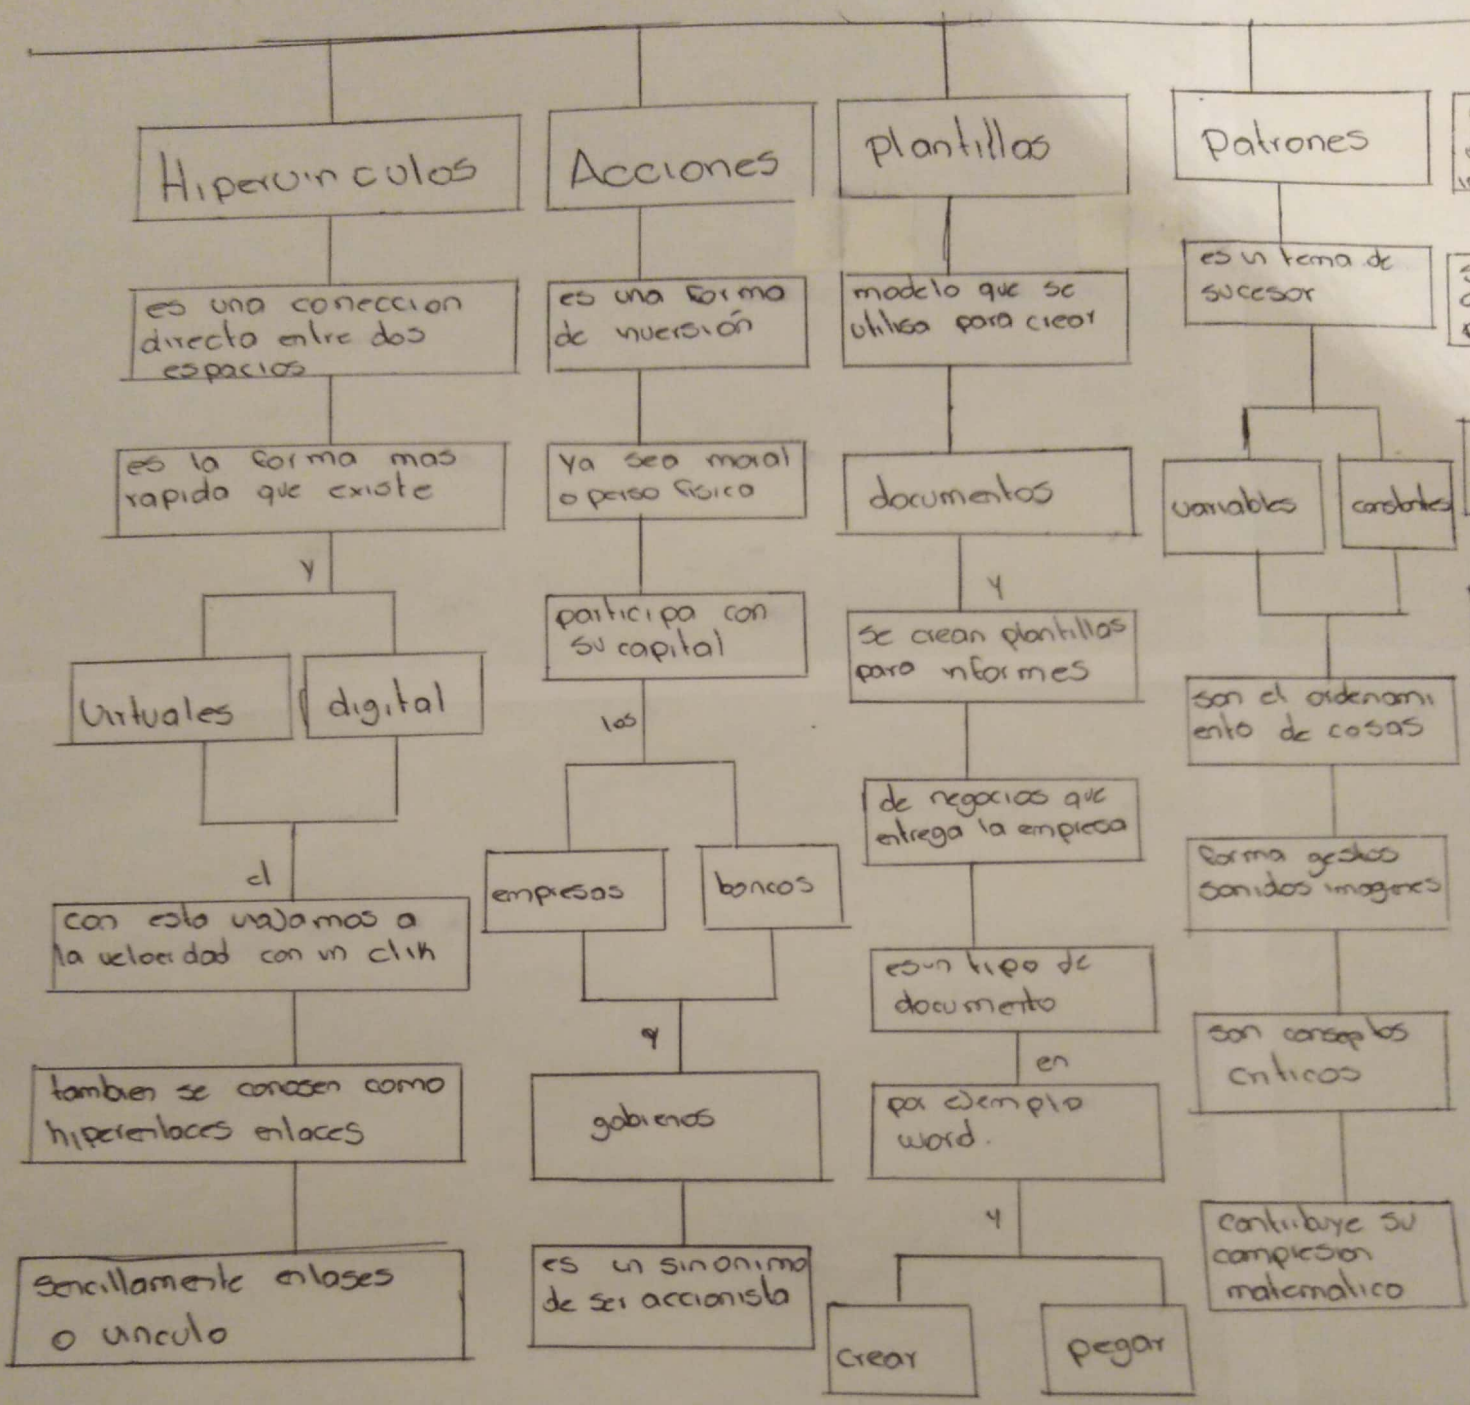 Hipervinculos
es una coneccion
directa entre dos
espacios
es la forma mas
rapida que existe
y
Virtuales
digital
el
con esto viajamos a
la velocidad con un clik
tambien se conosen como
hiperenlaces enlaces
sencillamente enlases
o vinculo
Acciones
es una forma
de inversión
ya sea moral
o perso fisica
participa con
su capital
las
empresas
bancos
y
gobienos
es un sinonimo
de ser accionista
plantillas
modelo que se
utilisa para crear
documentos
y
se crean plantillas
para informes
de negocios que
entrega la empresa
es un tipo de
documento
en
por ejemplo
word.
y
crear
pegar
Patrones
es un tema de
sucesor
variables
constantes
son el ordenami
ento de cosas
forma gestos
sonidos imagenes
son conseptos
criticos
contribuye su
compresion
matematico